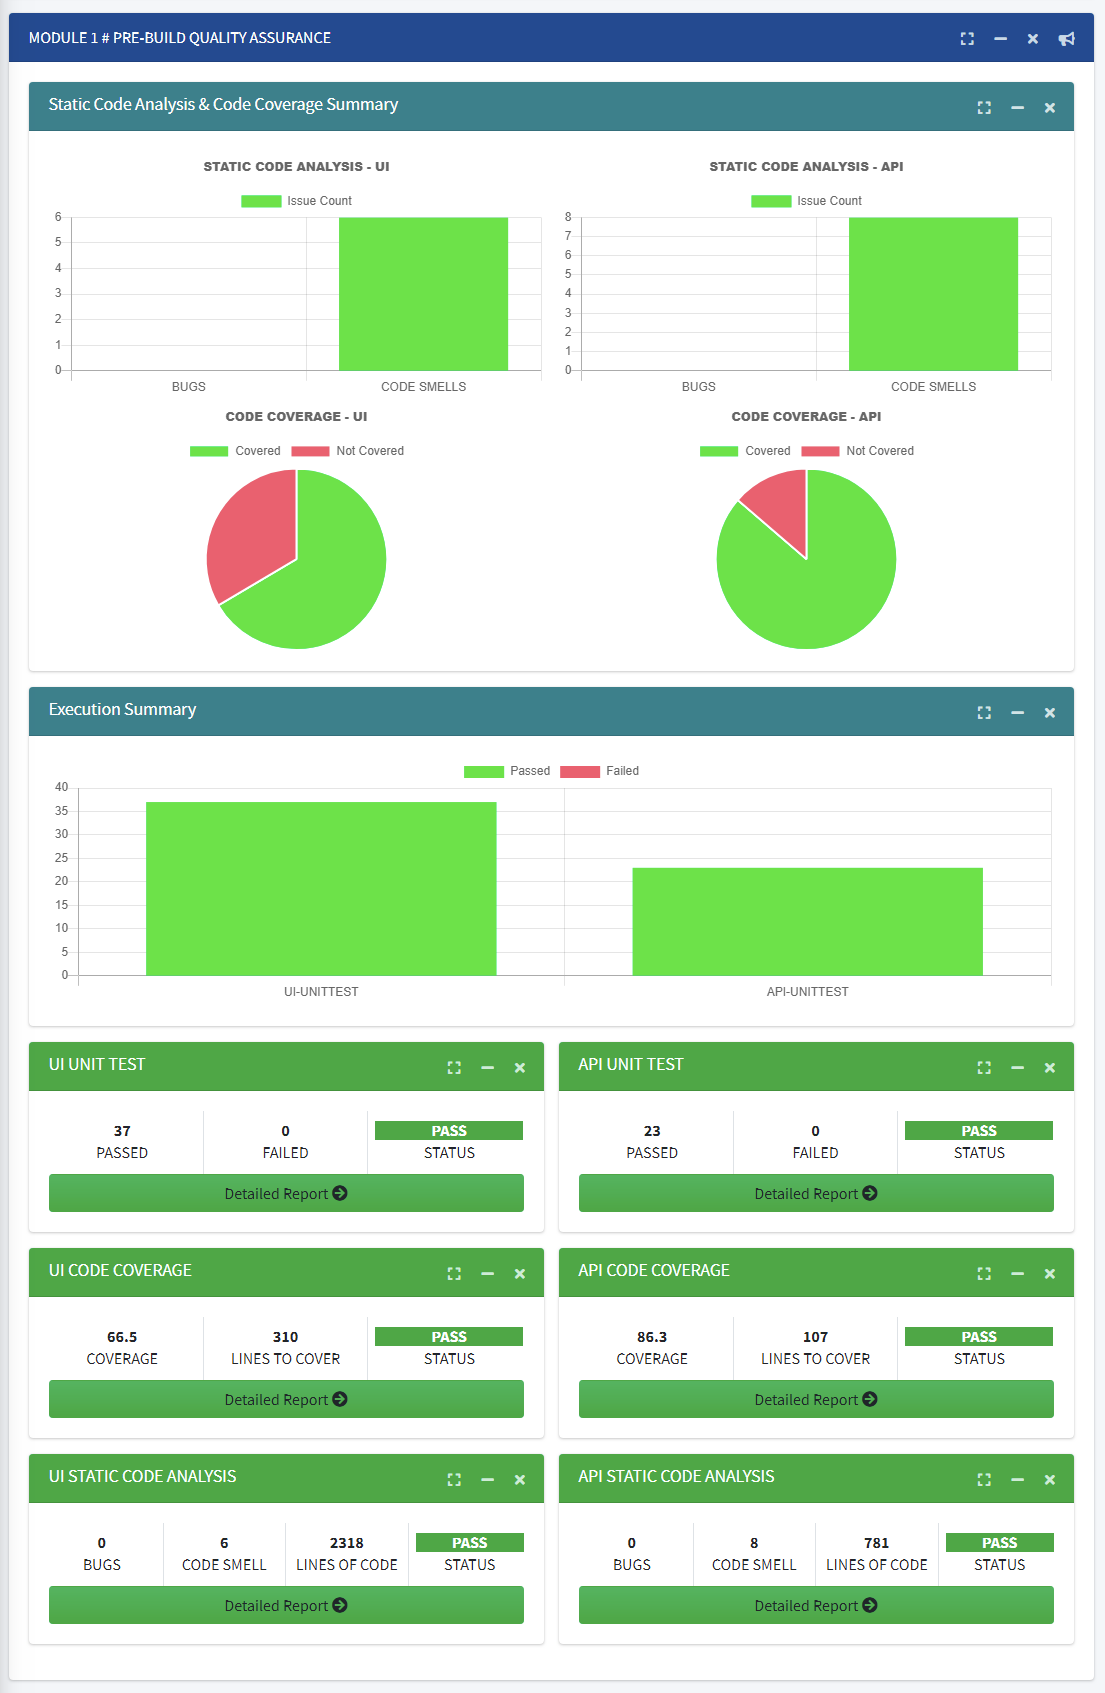 MODULE 1 # PRE-BUILD QUALITY ASSURANCE
Static Code Analysis & Code Coverage Summary
STATIC CODE ANALYSIS - UI
Issue Count
6
5
4
3
2
1
0
BUGS CODE SMELLS
STATIC CODE ANALYSIS - API
Issue Count
8
7
6
5
4
3
2
1
0
BUGS CODE SMELLS
CODE COVERAGE - UI
Covered Not Covered
CODE COVERAGE - API
Covered Not Covered
Execution Summary
Passed Failed
40
35
30
25
20
15
10
5
0
UI-UNITTEST API-UNITTEST
UI UNIT TEST
37 0 PASS
PASSED FAILED STATUS
Detailed Report
API UNIT TEST
23 0 PASS
PASSED FAILED STATUS
Detailed Report
UI CODE COVERAGE
66.5 310 PASS
COVERAGE LINES TO COVER STATUS
Detailed Report
API CODE COVERAGE
86.3 107 PASS
COVERAGE LINES TO COVER STATUS
Detailed Report
UI STATIC CODE ANALYSIS
0 6 2318 PASS
BUGS CODE SMELL LINES OF CODE STATUS
Detailed Report
API STATIC CODE ANALYSIS
0 8 781 PASS
BUGS CODE SMELL LINES OF CODE STATUS
Detailed Report